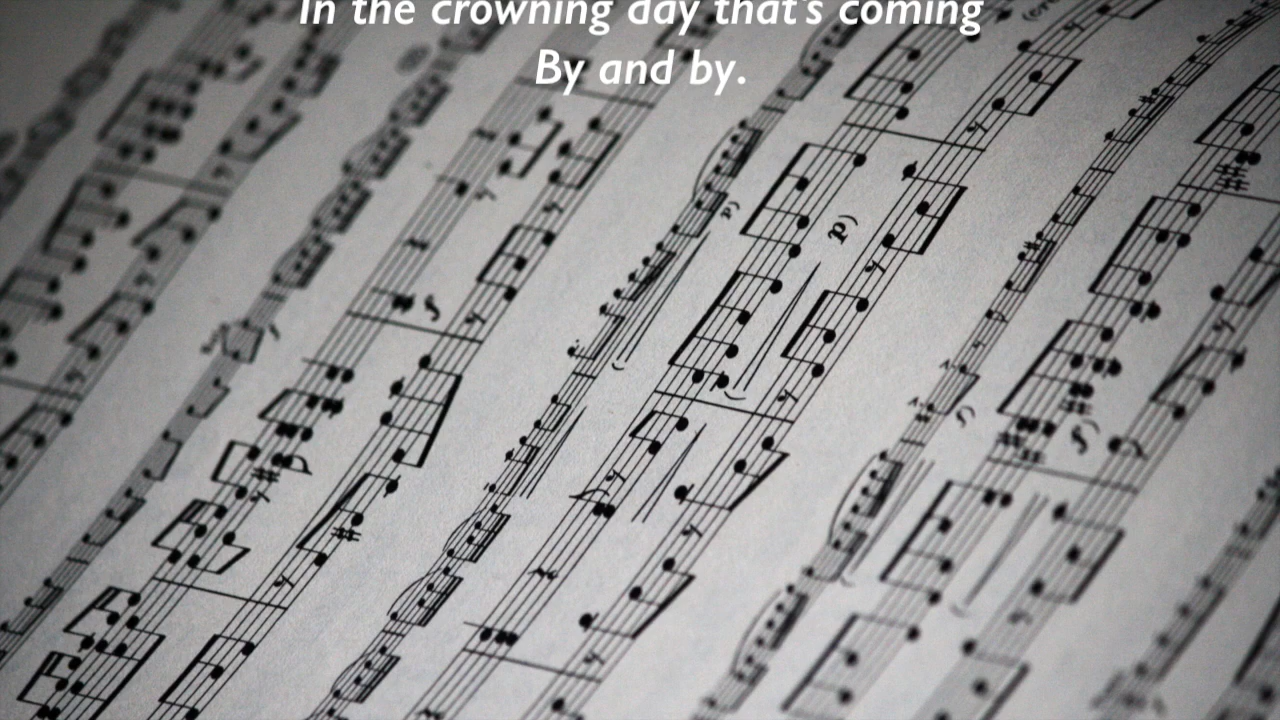 In the crowning day that's coming
By and by.
p)
p)